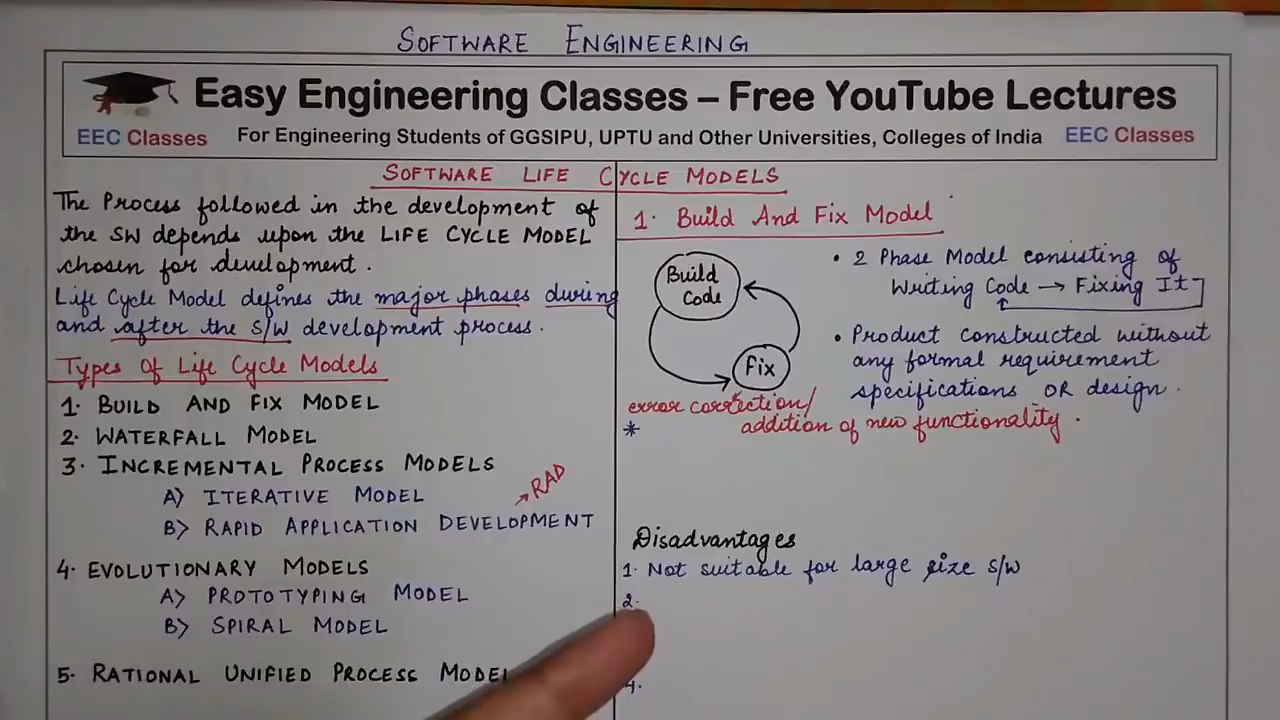 SOFTWARE ENGINEERING
Easy Engineering Classes – Free YouTube Lectures
EEC Classes For Engineering Students of GGSIPU, UPTU and Other Universities, Colleges of India EEC Classes
SOFTWARE LIFE CYCLE MODELS
The Process followed in the development of
the SW depends upon the LIFE CYCLE MODEL
chosen for development.
Life Cycle Model defines the major phases during
and after the s/w development process.
Types Of Life Cycle Models
1. BUILD AND FIX MODEL
2. WATERFALL MODEL
3. INCREMENTAL PROCESS MODELS
A) ITERATIVE MODEL
→ RAD
B) RAPID APPLICATION DEVELOPMENT
4. EVOLUTIONARY MODELS
A) PROTOTYPING MODEL
B) SPIRAL MODEL
5. RATIONAL UNIFIED PROCESS MODEL
1. Build And Fix Model
Build
Code
Fix
error correction/
addition of new functionality.
*
• 2 Phase Model consisting of
Writing Code → Fixing It
• Product constructed without
any formal requirement
specifications OR design.
Disadvantages
1. Not suitable for large size s/w
2.
4.